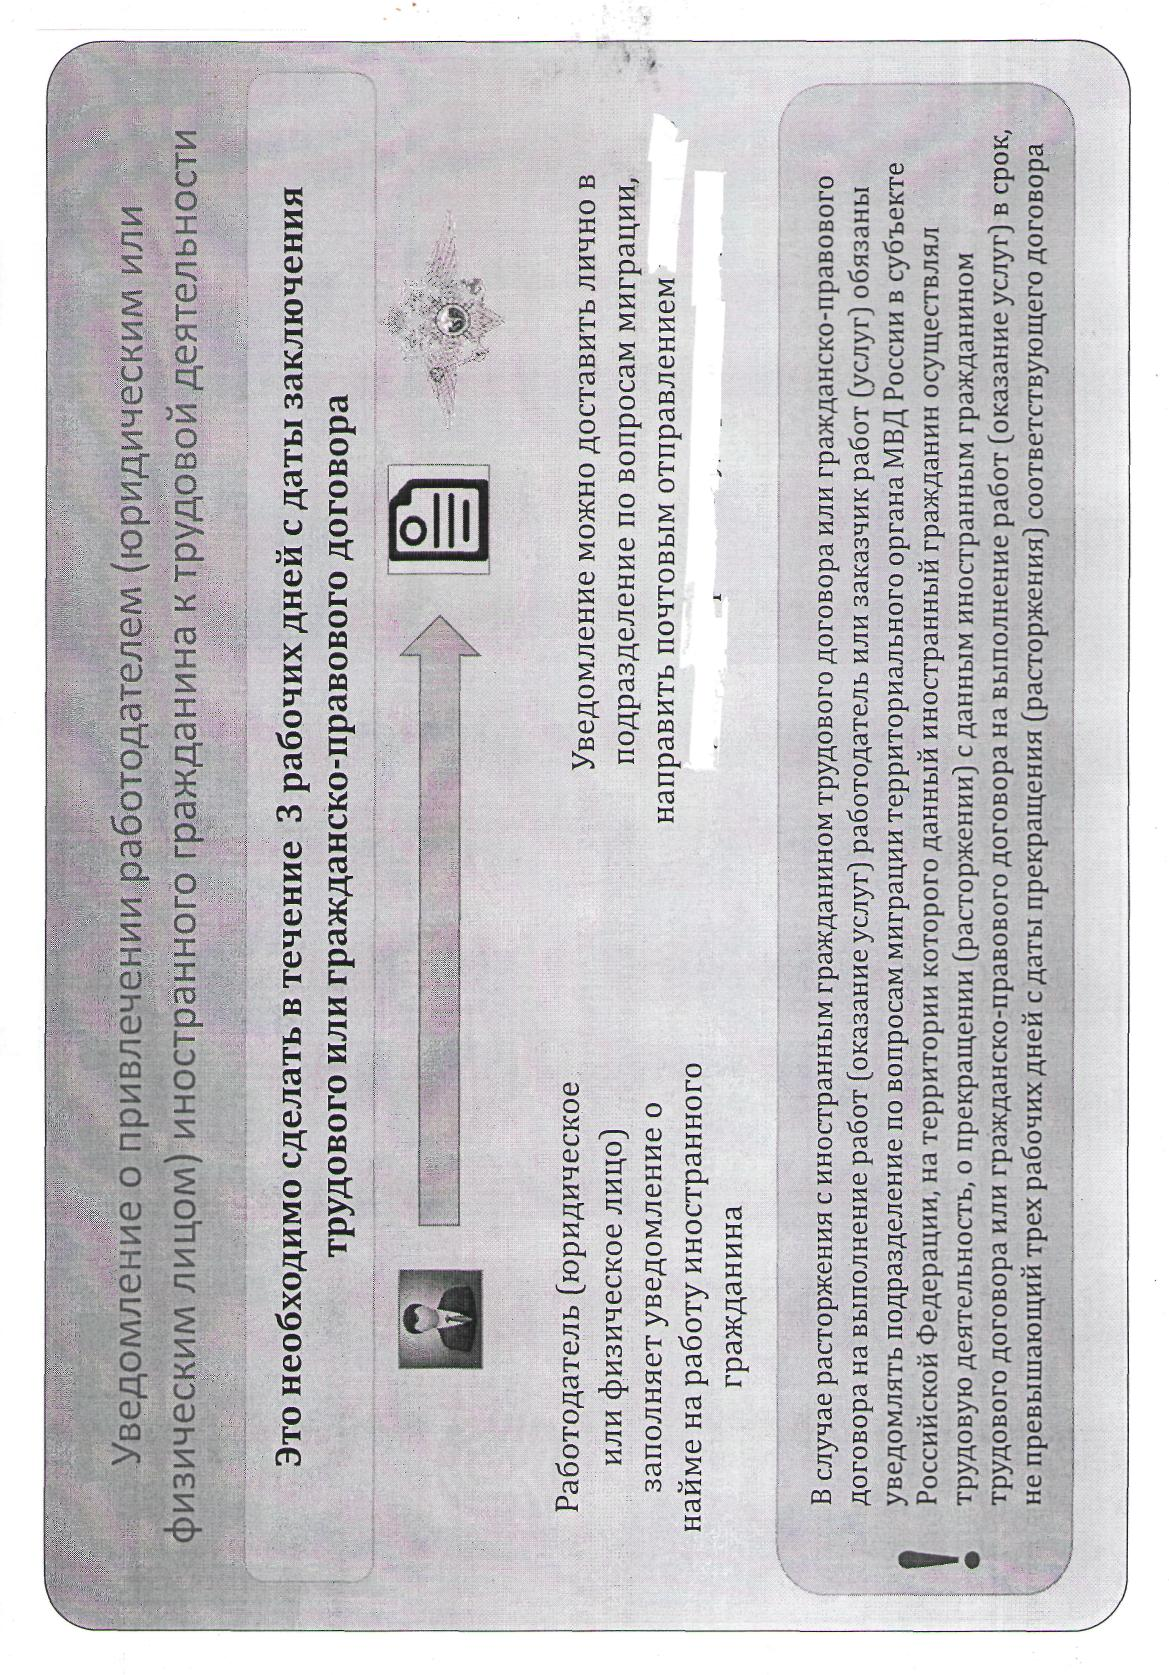 Уведомление о привлечении работодателем (юридическим или
физическим лицом) иностранного гражданина к трудовой деятельности
Это необходимо сделать в течение 3 рабочих дней с даты заключения
трудового или гражданско-правового договора
Работодатель (юридическое
или физическое лицо)
заполняет уведомление о
найме на работу иностранного
гражданина
Уведомление можно доставить лично в
подразделение по вопросам миграции,
направить почтовым отправлением
!
В случае расторжения с иностранным гражданином трудового договора или гражданско-правового
договора на выполнение работ (оказание услуг) работодатель или заказчик работ (услуг) обязаны
уведомлять подразделение по вопросам миграции территориального органа МВД России в субъекте
Российской Федерации, на территории которого данный иностранный гражданин осуществлял
трудовую деятельность, о прекращении (расторжении) с данным иностранным гражданином
трудового договора или гражданско-правового договора на выполнение работ (оказание услуг) в срок,
не превышающий трех рабочих дней с даты прекращения (расторжения) соответствующего договора